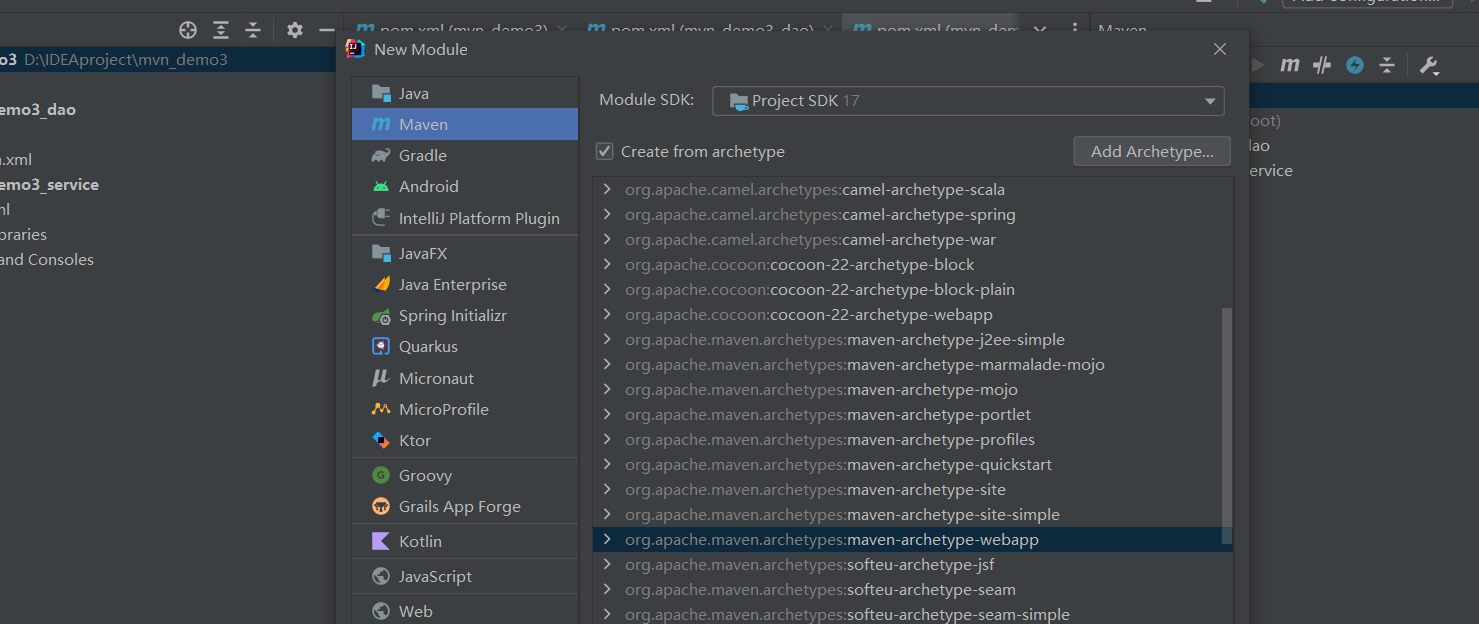 pom.xml (mvn_demo3)
pom.xml (mvn_demo3_dao)
Maven
New Module
D:\IDEAproject\mvn_demo3
emo3_dao
.xml
emo3_service
ml
braries
and Consoles
Java
Maven
Gradle
Android
IntelliJ Platform Plugin
JavaFX
Java Enterprise
Spring Initializr
Quarkus
Micronaut
MicroProfile
Ktor
Groovy
Grails App Forge
Kotlin
JavaScript
Web
Module SDK:
Project SDK 17
Create from archetype
Add Archetype...
org.apache.camel.archetypes:camel-archetype-scala
org.apache.camel.archetypes:camel-archetype-spring
org.apache.camel.archetypes:camel-archetype-war
org.apache.cocoon:cocoon-22-archetype-block
org.apache.cocoon:cocoon-22-archetype-block-plain
org.apache.cocoon:cocoon-22-archetype-webapp
org.apache.maven.archetypes:maven-archetype-j2ee-simple
org.apache.maven.archetypes:maven-archetype-marmalade-mojo
org.apache.maven.archetypes:maven-archetype-mojo
org.apache.maven.archetypes:maven-archetype-portlet
org.apache.maven.archetypes:maven-archetype-profiles
org.apache.maven.archetypes:maven-archetype-quickstart
org.apache.maven.archetypes:maven-archetype-site
org.apache.maven.archetypes:maven-archetype-site-simple
org.apache.maven.archetypes:maven-archetype-webapp
org.apache.maven.archetypes:softeu-archetype-jsf
org.apache.maven.archetypes:softeu-archetype-seam
org.apache.maven.archetypes:softeu-archetype-seam-simple
oot)
dao
ervice